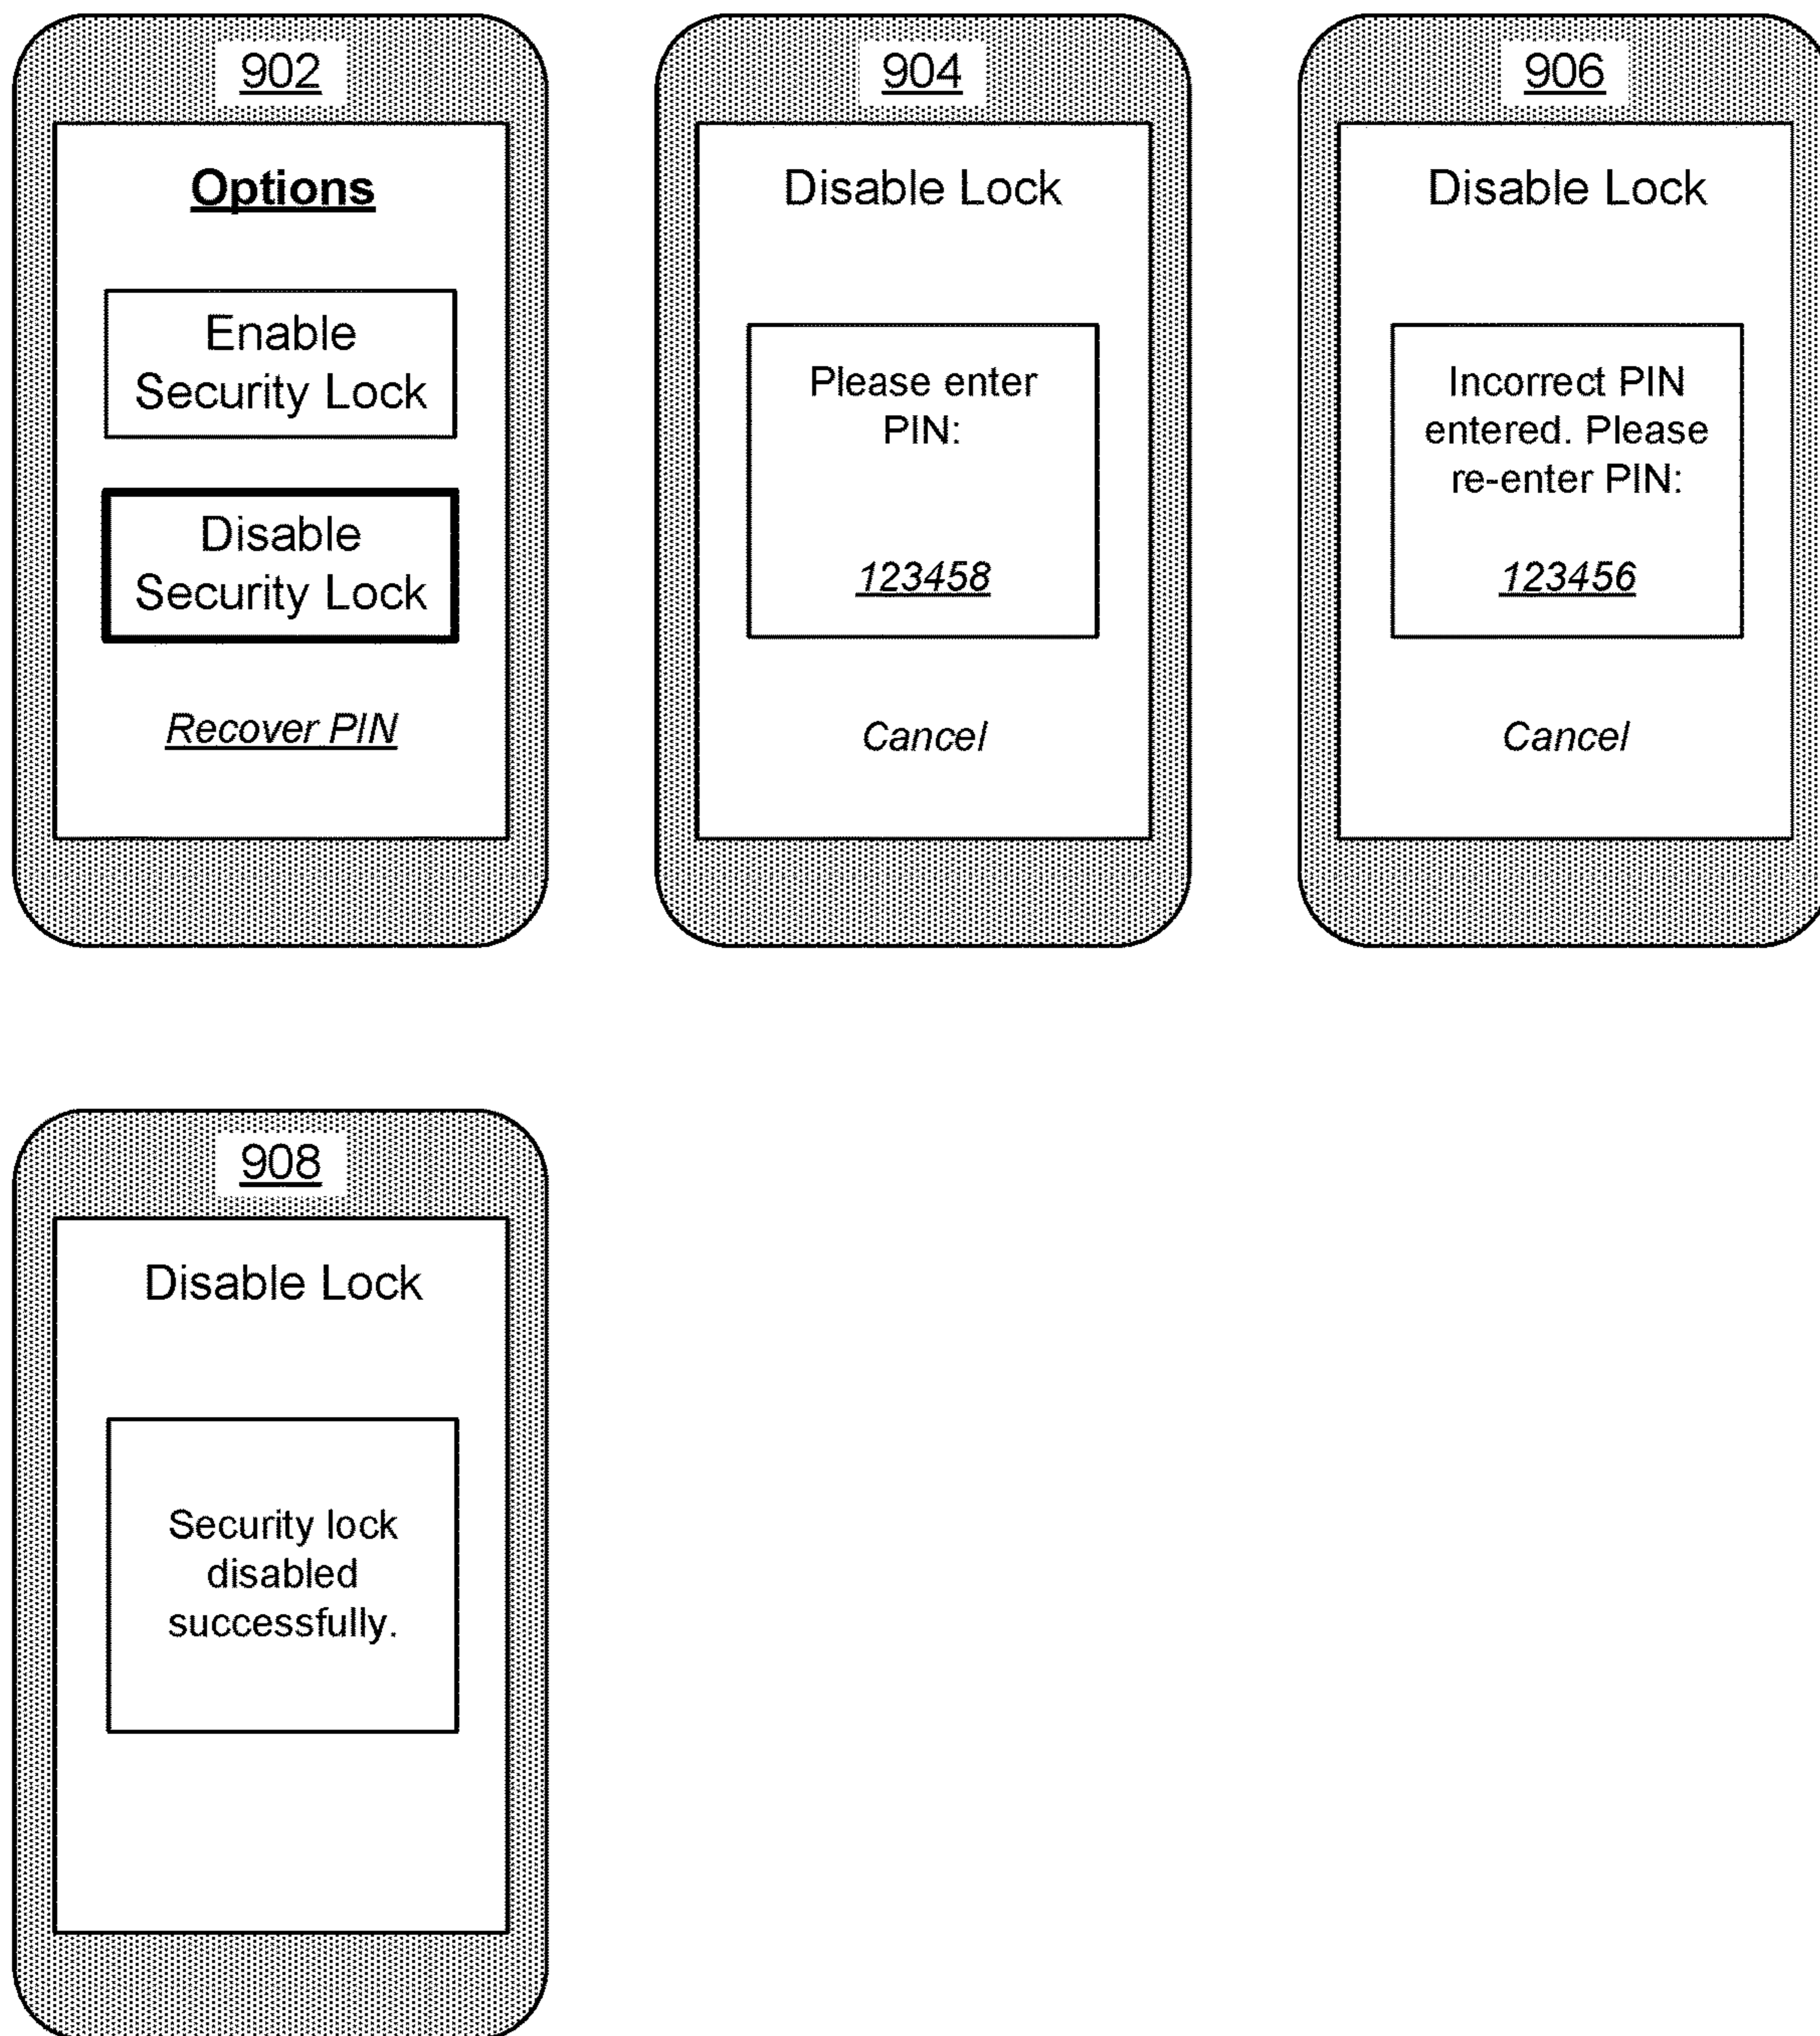 902
Options
Enable
Security Lock
Disable
Security Lock
Recover PIN
904
Disable Lock
Please enter
PIN:
123458
Cancel
906
Disable Lock
Incorrect PIN
entered. Please
re-enter PIN:
123456
Cancel
908
Disable Lock
Security lock
disabled
successfully.